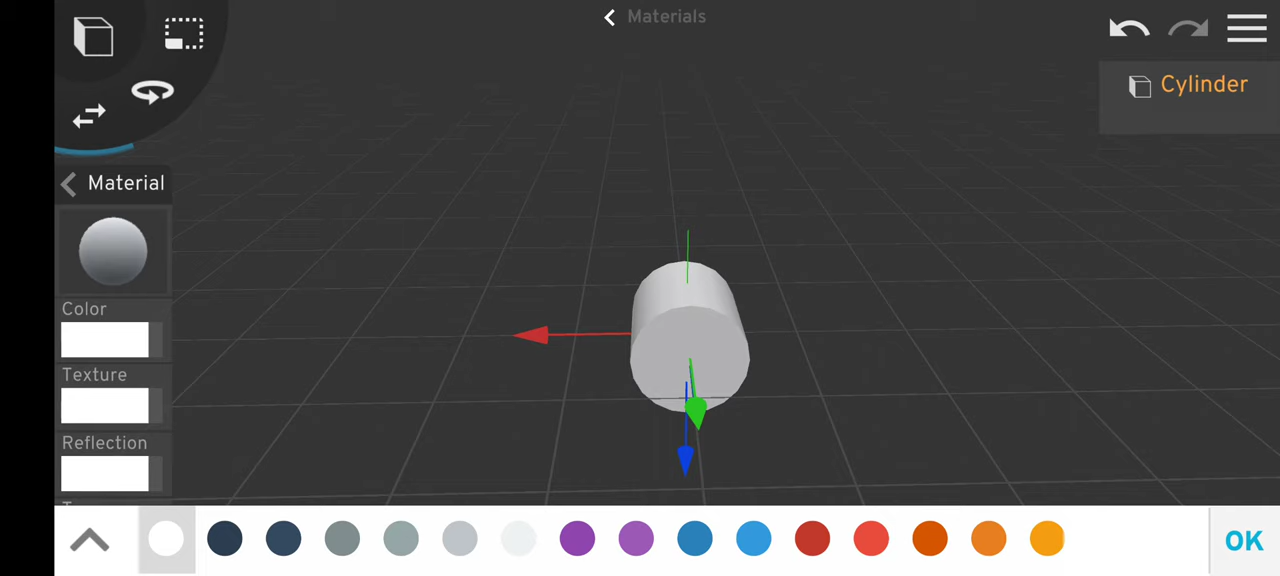 Materials
Cylinder
Material
Color
Texture
Reflection
OK